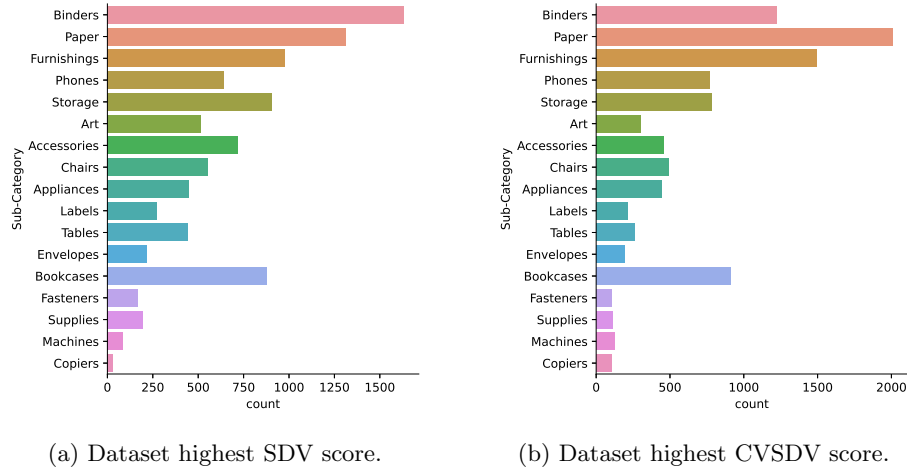 Sub-Category
Binders
Paper
Furnishings
Phones
Storage
Art
Accessories
Chairs
Appliances
Labels
Tables
Envelopes
Bookcases
Fasteners
Supplies
Machines
Copiers
0 250 500 750 1000 1250 1500
count
(a) Dataset highest SDV score.
Sub-Category
Binders
Paper
Furnishings
Phones
Storage
Art
Accessories
Chairs
Appliances
Labels
Tables
Envelopes
Bookcases
Fasteners
Supplies
Machines
Copiers
0 500 1000 1500 2000
count
(b) Dataset highest CVSDV score.